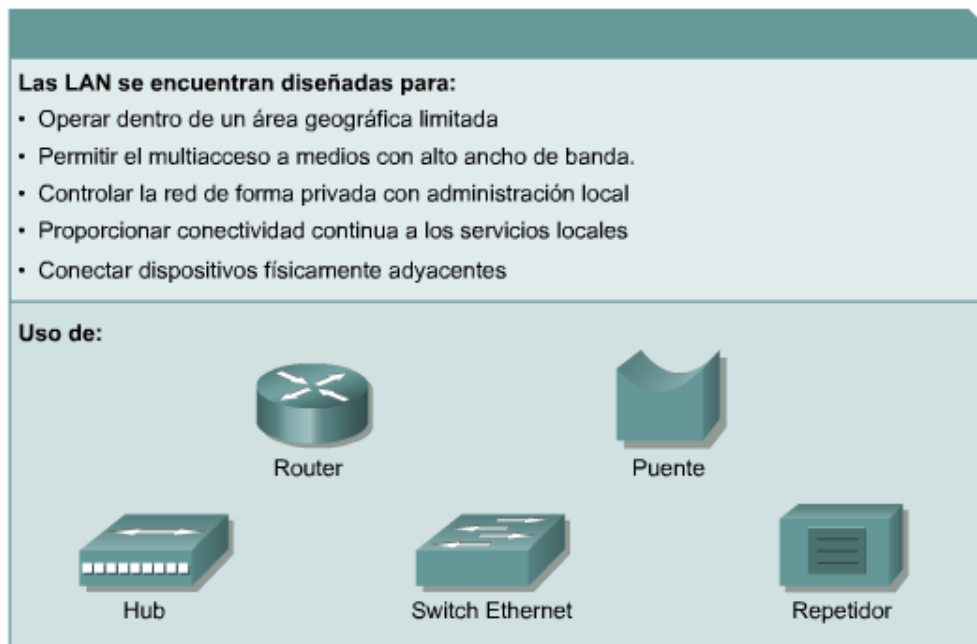 Las LAN se encuentran diseñadas para:
• Operar dentro de un área geográfica limitada
• Permitir el multiacceso a medios con alto ancho de banda.
• Controlar la red de forma privada con administración local
• Proporcionar conectividad continua a los servicios locales
• Conectar dispositivos físicamente adyacentes
Uso de:
Router
Puente
Hub
Switch Ethernet
Repetidor